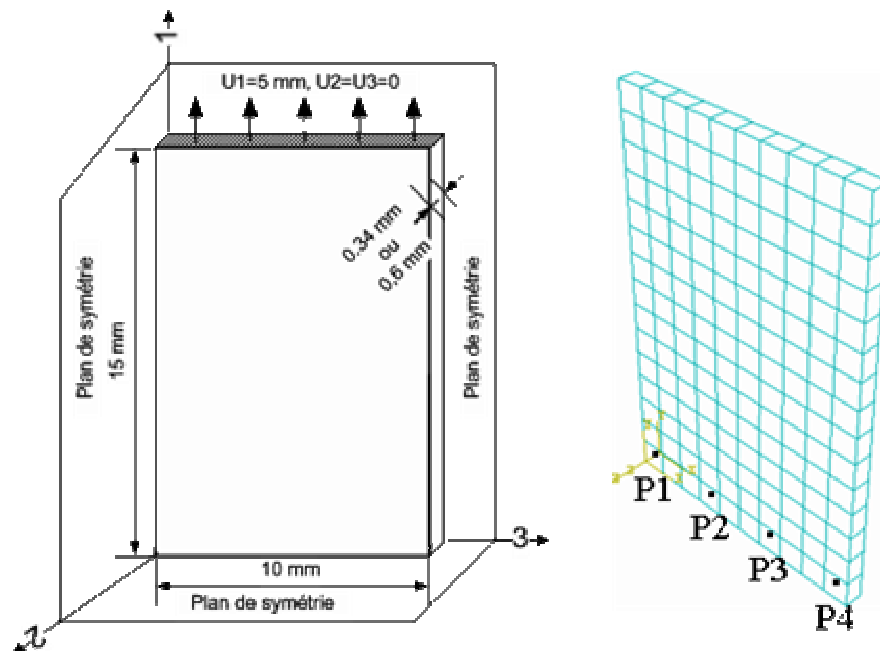 1
U1=5 mm, U2=U3=0
0.34 mm
ou
0,6 mm
Plan de symétrie
15 mm
Plan de symétrie
3
10 mm
Plan de symétrie
2
P1
P2
P3
P4